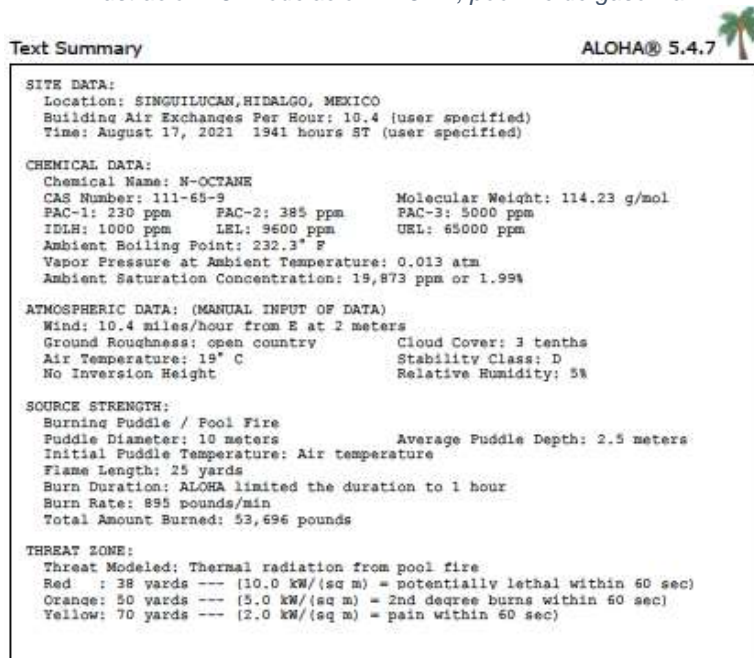 Text Summary ALOHA® 5.4.7
SITE DATA:
Location: SINGUILUCAN,HIDALGO, MEXICO
Building Air Exchanges Per Hour: 10.4 (user specified)
Time: August 17, 2021 1941 hours ST (user specified)
CHEMICAL DATA:
Chemical Name: N-OCTANE
CAS Number: 111-65-9 Molecular Weight: 114.23 g/mol
PAC-1: 230 ppm PAC-2: 385 ppm PAC-3: 5000 ppm
IDLH: 1000 ppm LEL: 9600 ppm UEL: 65000 ppm
Ambient Boiling Point: 232.3° F
Vapor Pressure at Ambient Temperature: 0.013 atm
Ambient Saturation Concentration: 19,873 ppm or 1.99%
ATMOSPHERIC DATA: (MANUAL INPUT OF DATA)
Wind: 10.4 miles/hour from E at 2 meters
Ground Roughness: open country Cloud Cover: 3 tenths
Air Temperature: 19° C Stability Class: D
No Inversion Height Relative Humidity: 5%
SOURCE STRENGTH:
Burning Puddle / Pool Fire
Puddle Diameter: 10 meters Average Puddle Depth: 2.5 meters
Initial Puddle Temperature: Air temperature
Flame Length: 25 yards
Burn Duration: ALOHA limited the duration to 1 hour
Burn Rate: 895 pounds/min
Total Amount Burned: 53,696 pounds
THREAT ZONE:
Threat Modeled: Thermal radiation from pool fire
Red : 38 yards --- (10.0 kW/(sq m) = potentially lethal within 60 sec)
Orange: 50 yards --- (5.0 kW/(sq m) = 2nd degree burns within 60 sec)
Yellow: 70 yards --- (2.0 kW/(sq m) = pain within 60 sec)